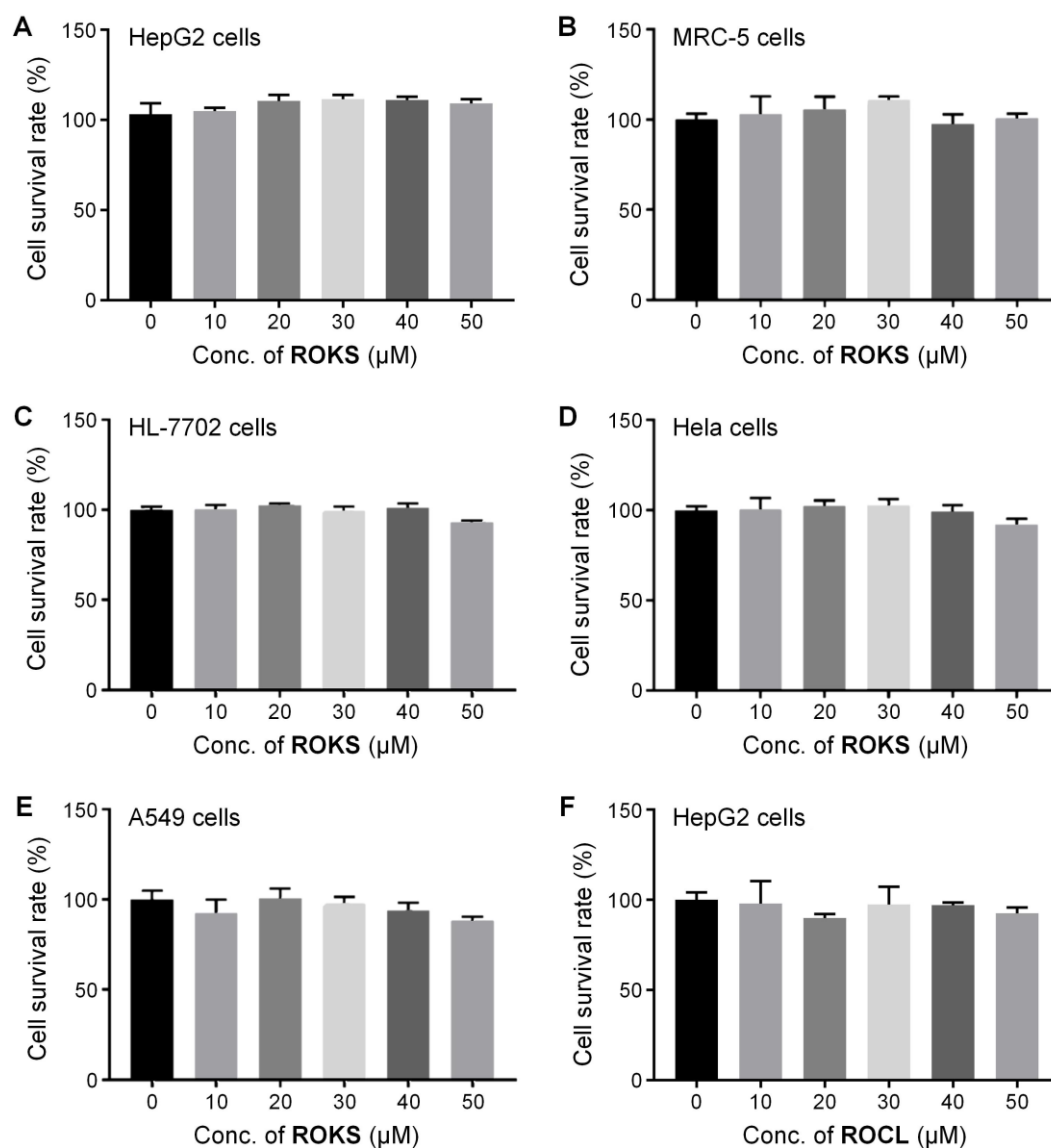 A
HepG2 cells
Cell survival rate (%)
150
100
50
0
0 10 20 30 40 50
Conc. of ROKS (µM)
B
MRC-5 cells
Cell survival rate (%)
150
100
50
0
0 10 20 30 40 50
Conc. of ROKS (µM)
C
HL-7702 cells
Cell survival rate (%)
150
100
50
0
0 10 20 30 40 50
Conc. of ROKS (µM)
D
Hela cells
Cell survival rate (%)
150
100
50
0
0 10 20 30 40 50
Conc. of ROKS (µM)
E
A549 cells
Cell survival rate (%)
150
100
50
0
0 10 20 30 40 50
Conc. of ROKS (µM)
F
HepG2 cells
Cell survival rate (%)
150
100
50
0
0 10 20 30 40 50
Conc. of ROCL (µM)